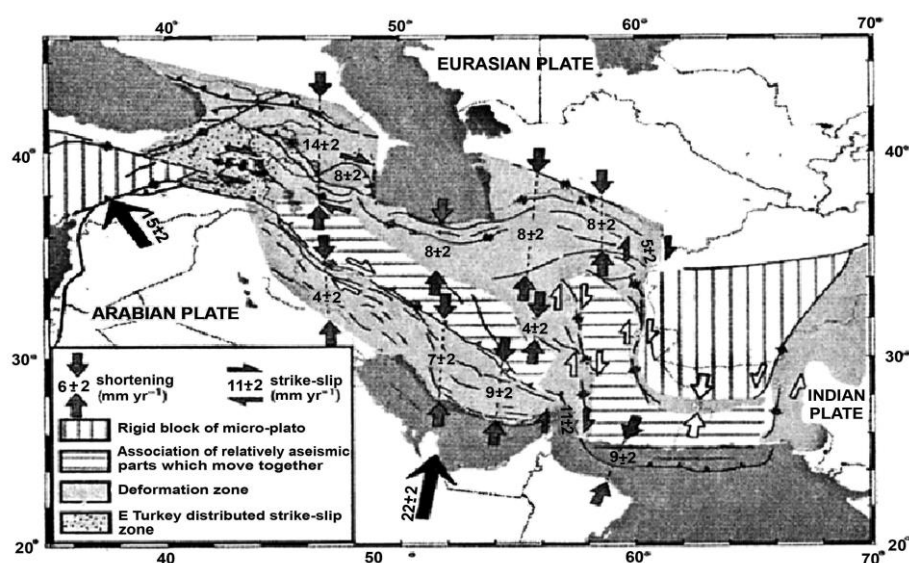 40° 50° 60° 70°
EURASIAN PLATE
14±2
40°
40°
8±2
15±2
8±2
8±2
8±2
5±2
ARABIAN PLATE
4±2
4±2
30°
30°
7±2
9±2
11±2
INDIAN
PLATE
9±2
22±2
6±2 shortening
(mm yr⁻¹)
11±2 strike-slip
(mm yr⁻¹)
Rigid block of micro-plato
Association of relatively aseismic
parts which move together
Deformation zone
E Turkey distributed strike-slip
zone
20°
20°
40° 50° 60° 70°